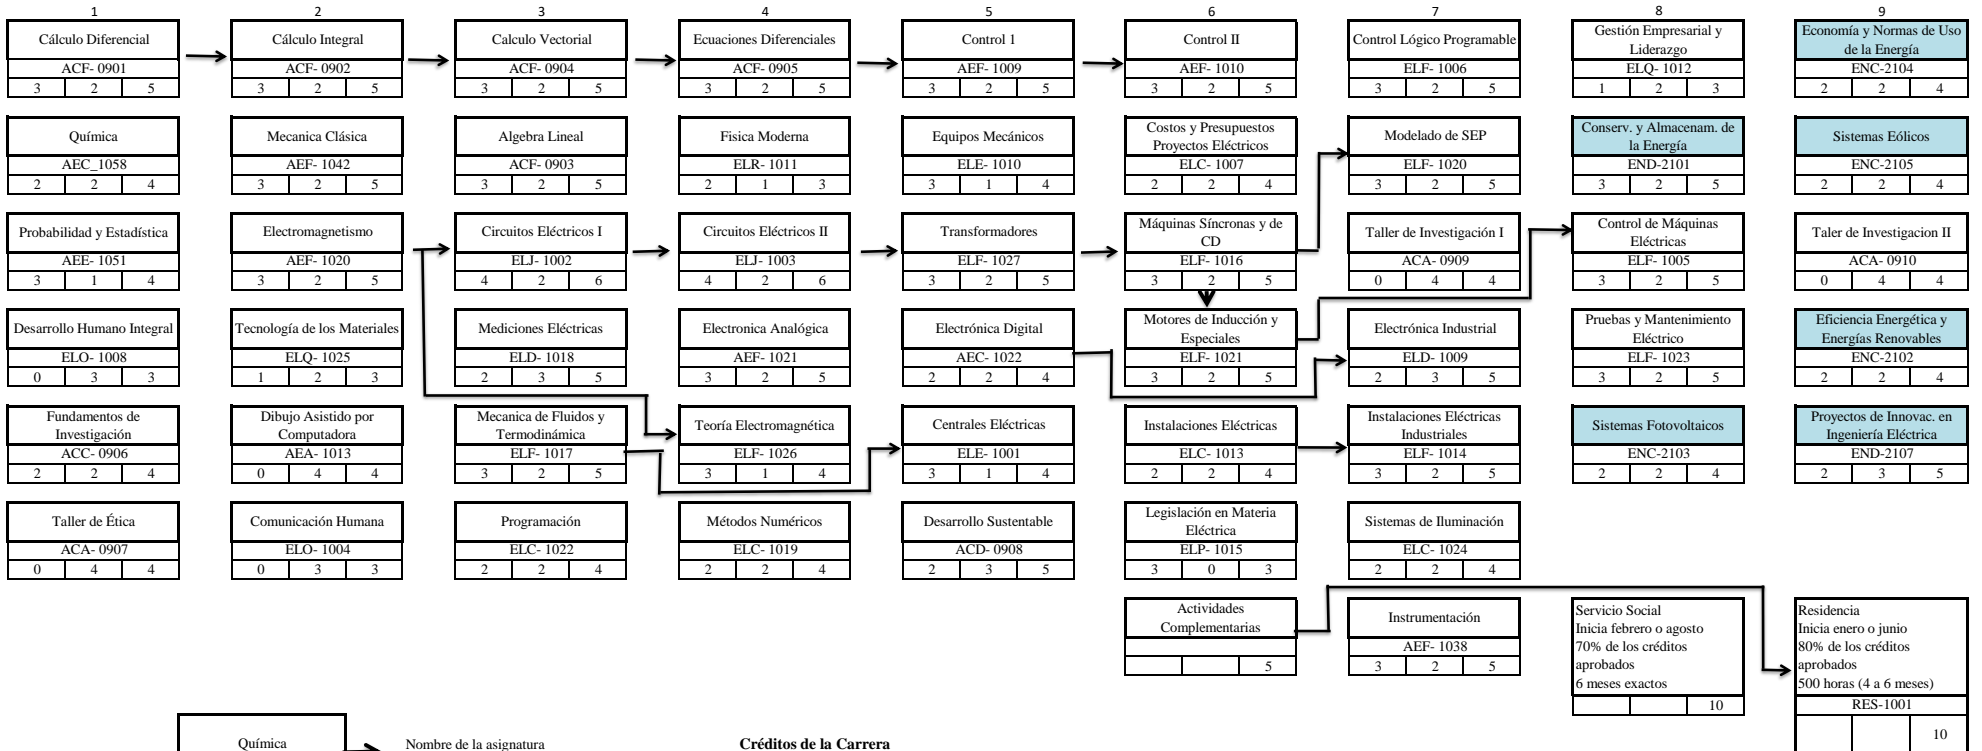 1 2 3 4 5 6 7 8 9
Cálculo Diferencial Cálculo Integral Calculo Vectorial Ecuaciones Diferenciales Control 1 Control II Control Lógico Programable Gestión Empresarial y Liderazgo Economía y Normas de Uso de la Energía
ACF- 0901 ACF- 0902 ACF- 0904 ACF- 0905 AEF- 1009 AEF- 1010 ELF- 1006 ELQ- 1012 ENC-2104
3 2 5 3 2 5 3 2 5 3 2 5 3 2 5 3 2 5 3 2 5 1 2 3 2 2 4
Química Mecanica Clásica Algebra Lineal Fisica Moderna Equipos Mecánicos Costos y Presupuestos Proyectos Eléctricos Modelado de SEP Conserv. y Almacenam. de la Energía Sistemas Eólicos
AEC_1058 AEF- 1042 ACF- 0903 ELR- 1011 ELE- 1010 ELC- 1007 ELF- 1020 END-2101 ENC-2105
2 2 4 3 2 5 3 2 5 2 1 3 3 1 4 2 2 4 3 2 5 3 2 5 2 2 4
Probabilidad y Estadística Electromagnetismo Circuitos Eléctricos I Circuitos Eléctricos II Transformadores Máquinas Síncronas y de CD Taller de Investigación I Control de Máquinas Eléctricas Taler de Investigacion II
AEE- 1051 AEF- 1020 ELJ- 1002 ELJ- 1003 ELF- 1027 ELF- 1016 ACA- 0909 ELF- 1005 ACA- 0910
3 1 4 3 2 5 4 2 6 4 2 6 3 2 5 3 2 5 0 4 4 3 2 5 0 4 4
Desarrollo Humano Integral Tecnología de los Materiales Mediciones Eléctricas Electronica Analógica Electrónica Digital Motores de Inducción y Especiales Electrónica Industrial Pruebas y Mantenimiento Eléctrico Eficiencia Energética y Energías Renovables
ELO- 1008 ELQ- 1025 ELD- 1018 AEF- 1021 AEC- 1022 ELF- 1021 ELD- 1009 ELF- 1023 ENC-2102
0 3 3 1 2 3 2 3 5 3 2 5 2 2 4 3 2 5 2 3 5 3 2 5 2 2 4
Fundamentos de Investigación Dibujo Asistido por Computadora Mecanica de Fluidos y Termodinámica Teoría Electromagnética Centrales Eléctricas Instalaciones Eléctricas Instalaciones Eléctricas Industriales Sistemas Fotovoltaicos Proyectos de Innovac. en Ingeniería Eléctrica
ACC- 0906 AEA- 1013 ELF- 1017 ELF- 1026 ELE- 1001 ELC- 1013 ELF- 1014 ENC-2103 END-2107
2 2 4 0 4 4 3 2 5 3 1 4 3 1 4 2 2 4 3 2 5 2 2 4 2 3 5
Taller de Ética Comunicación Humana Programación Métodos Numéricos Desarrollo Sustentable Legislación en Materia Eléctrica Sistemas de Iluminación
ACA- 0907 ELO- 1004 ELC- 1022 ELC- 1019 ACD- 0908 ELP- 1015 ELC- 1024
0 4 4 0 3 3 2 2 4 2 2 4 2 3 5 3 0 3 2 2 4
Actividades Complementarias
5
Instrumentación
AEF- 1038
3 2 5
Servicio Social
Inicia febrero o agosto
70% de los créditos
aprobados
6 meses exactos
10
Residencia
Inicia enero o junio
80% de los créditos
aprobados
500 horas (4 a 6 meses)
RES-1001
10
Química Nombre de la asignatura Créditos de la Carrera